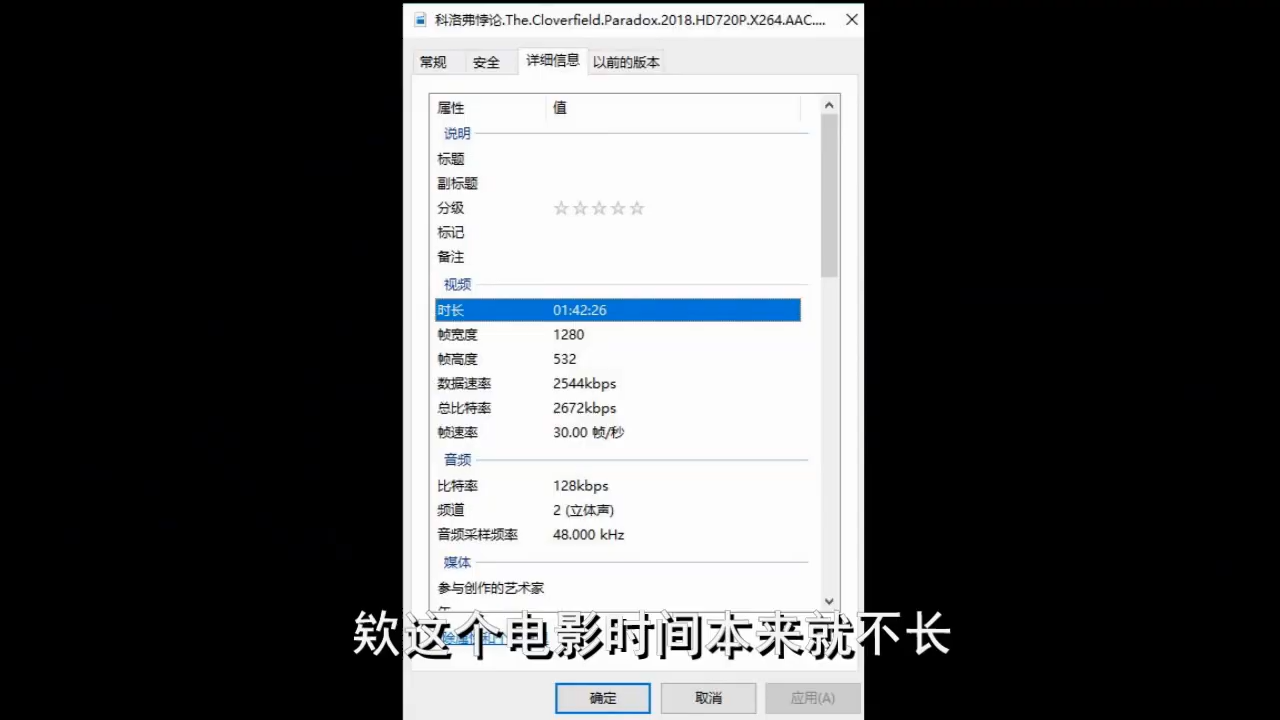 科洛弗悖论.The.Cloverfield.Paradox.2018.HD720P.X264.AAC....
常规 安全 详细信息 以前的版本
属性 值
说明
标题
副标题
分级 ☆☆☆☆☆
标记
备注
视频
时长 01:42:26
帧宽度 1280
帧高度 532
数据速率 2544kbps
总比特率 2672kbps
帧速率 30.00 帧/秒
音频
比特率 128kbps
频道 2 (立体声)
音频采样频率 48.000 kHz
媒体
参与创作的艺术家
欸这个电影时间本来就不长
确定 取消 应用(A)